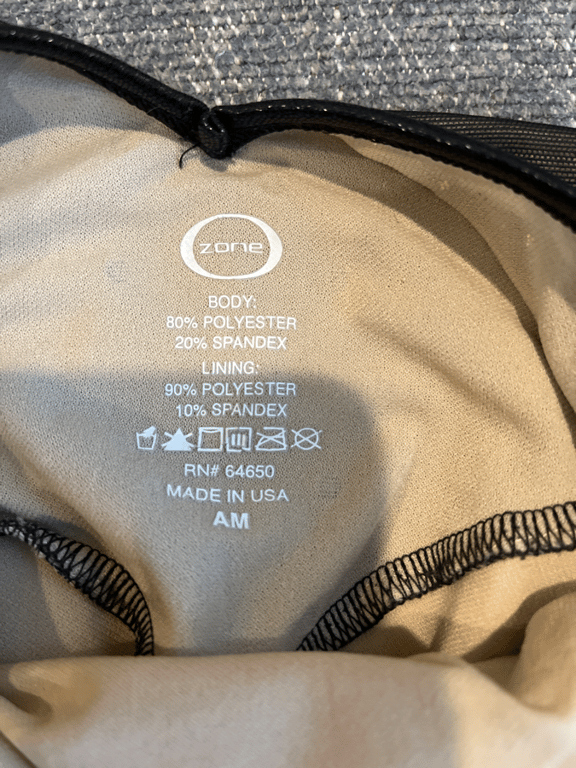 zone
BODY:
80% POLYESTER
20% SPANDEX
LINING:
90% POLYESTER
10% SPANDEX
RN# 64650
MADE IN USA
AM